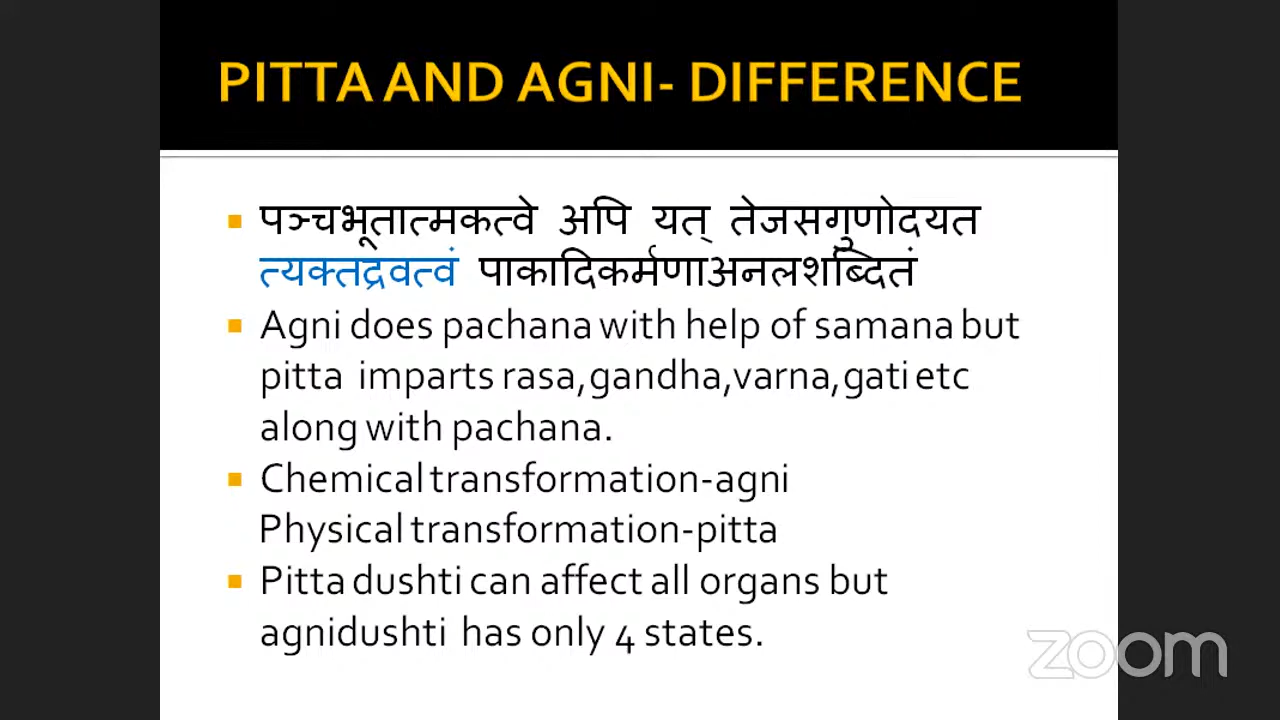 PITTA AND AGNI- DIFFERENCE
पञ्चभूतात्मकत्वे अपि यत् तेजसगुणोदयत
त्यक्तद्रवत्वं पाकादिकर्मणाअनलशब्दितं
Agni does pachana with help of samana but
pitta imparts rasa,gandha,varna,gati etc
along with pachana.
Chemical transformation-agni
Physical transformation-pitta
Pitta dushti can affect all organs but
agnidushti has only 4 states.
zoom